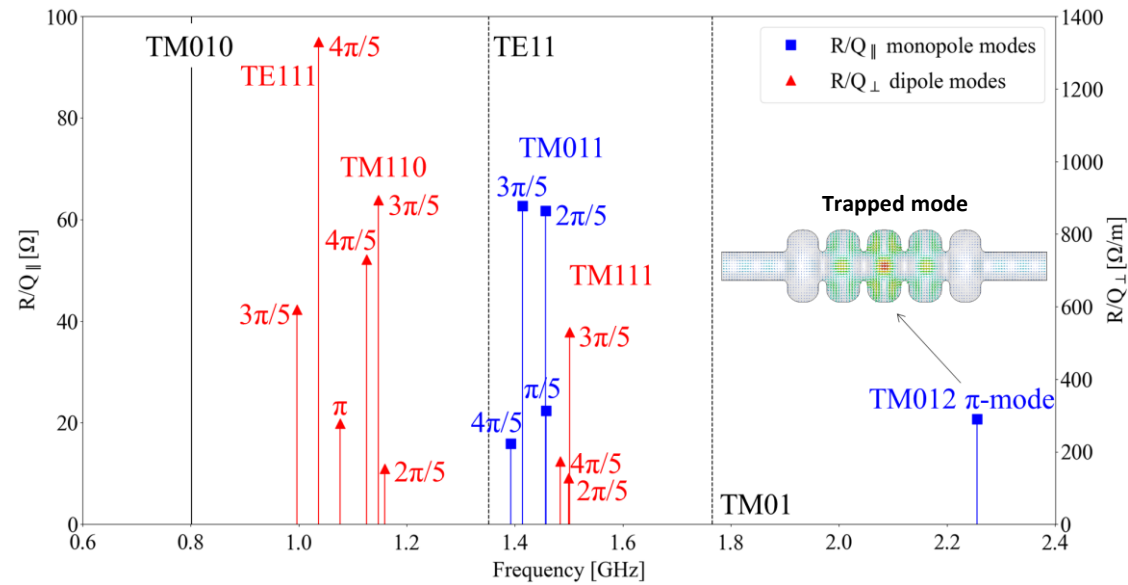 100
80
60
40
20
0
R/Q∥ [Ω]
1400
1200
1000
800
600
400
200
0
R/Q⊥ [Ω/m]
0.6
0.8
1.0
1.2
1.4
1.6
1.8
2.0
2.2
2.4
Frequency [GHz]
R/Q∥ monopole modes
R/Q⊥ dipole modes
TM010
TE111
4π/5
3π/5
π
TM110
3π/5
4π/5
2π/5
TE11
TM011
3π/5
2π/5
π/5
4π/5
TM111
3π/5
4π/5
2π/5
TM01
Trapped mode
TM012 π-mode